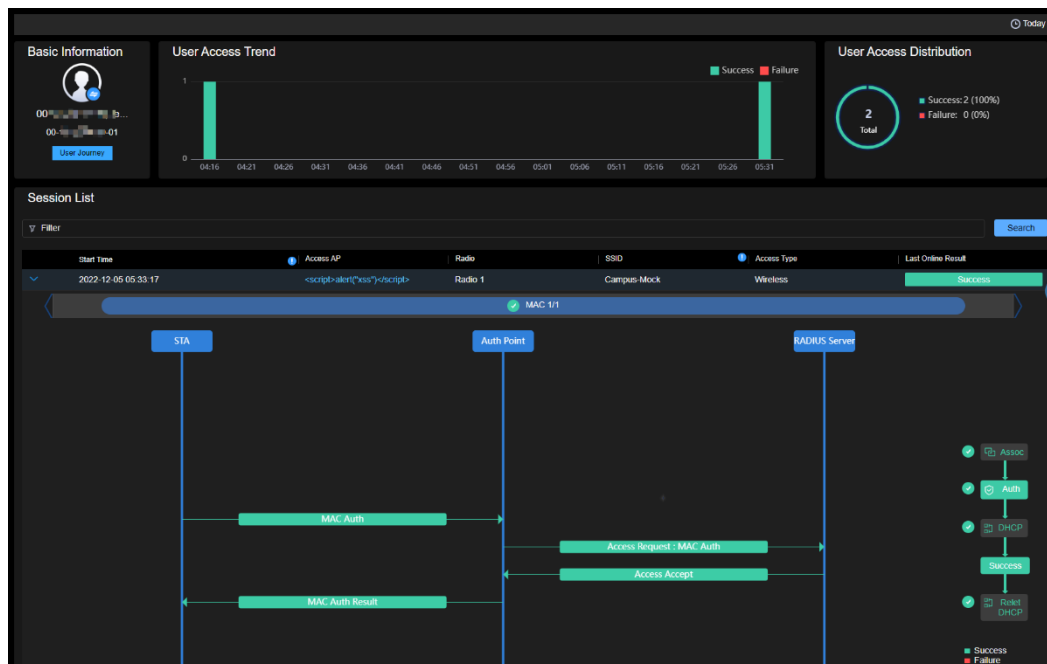 Today
Basic Information
User Access Trend
User Access Distribution
Success Failure
1
0
04:16 04:21 04:26 04:31 04:36 04:41 04:46 04:51 04:56 05:01 05:06 05:11 05:16 05:21 05:26 05:31
00-01
User Journey
2
Total
Success: 2 (100%)
Failure: 0 (0%)
Session List
Filter
Search
Start Time Access AP Radio SSID Access Type Last Online Result
2022-12-05 05:33:17 <script>alert("xss")</script> Radio 1 Campus-Mock Wireless Success
MAC 1/1
STA Auth Point RADIUS Server
MAC Auth
Access Request : MAC Auth
Access Accept
MAC Auth Result
Assoc
Auth
DHCP
Success
Relet
DHCP
Success
Failure